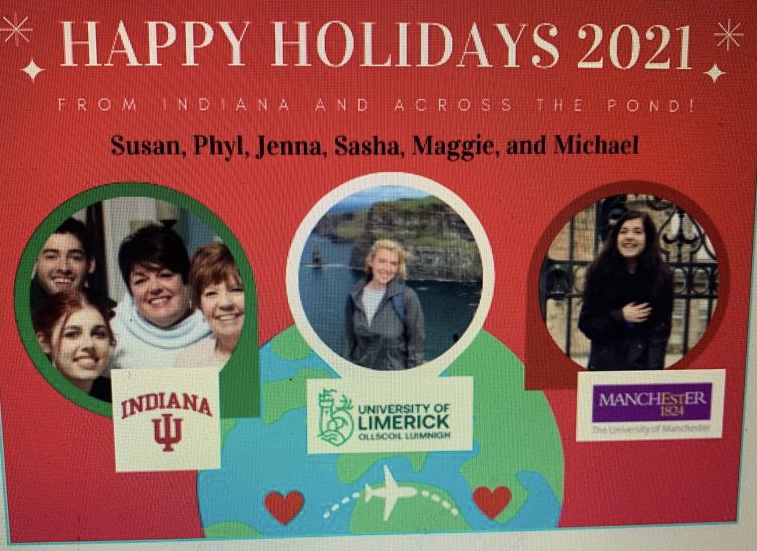 HAPPY HOLIDAYS 2021
FROM INDIANA AND ACROSS THE POND!
Susan, Phyl, Jenna, Sasha, Maggie, and Michael
INDIANA
IU
UNIVERSITY OF
LIMERICK
OLLSCOIL LUIMNIGH
MANCHEstER
1824
The University of Manchester